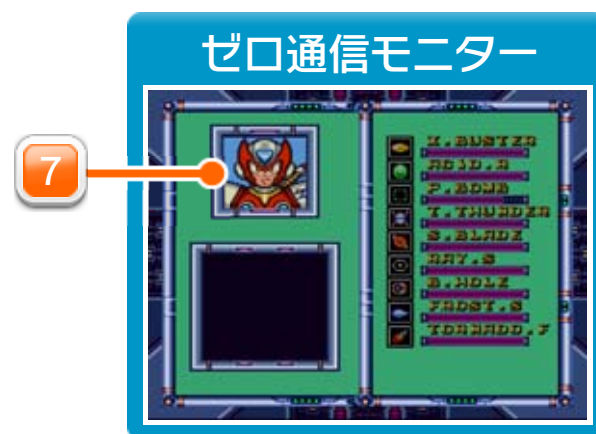 ゼロ通信モニター
7
X.BUSTER
ACID.R
P.BOMB
T.THUNDER
S.BLADE
RAY.S
B.HOLE
FROST.S
TORNADO.F